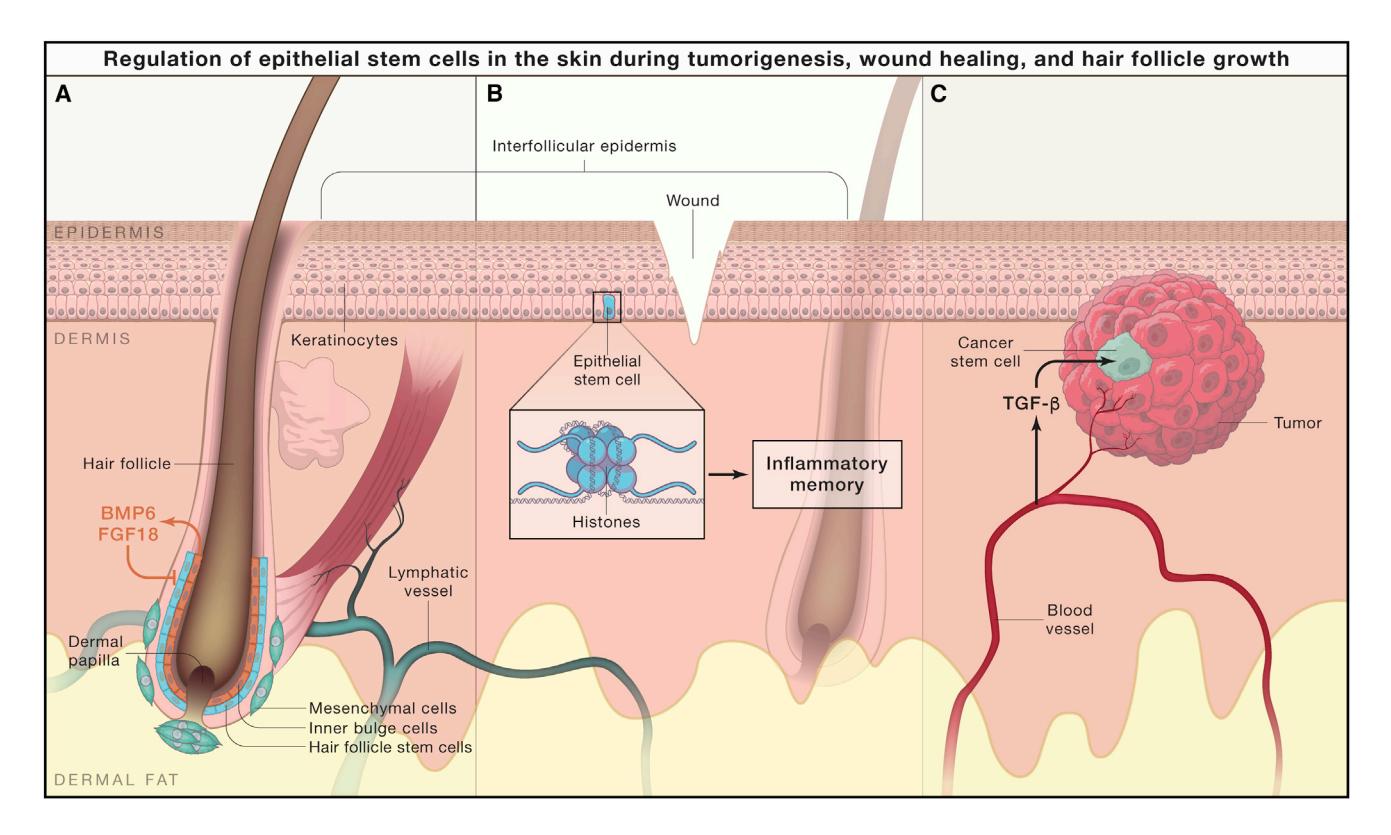 Regulation of epithelial stem cells in the skin during tumorigenesis, wound healing, and hair follicle growth
A
B
C
Interfollicular epidermis
Wound
EPIDERMIS
DERMIS
Keratinocytes
Hair follicle
BMP6
FGF18
Lymphatic
vessel
Dermal
papilla
Mesenchymal cells
Inner bulge cells
Hair follicle stem cells
DERMAL FAT
Epithelial
stem cell
Histones
Inflammatory
memory
Cancer
stem cell
TGF-β
Tumor
Blood
vessel